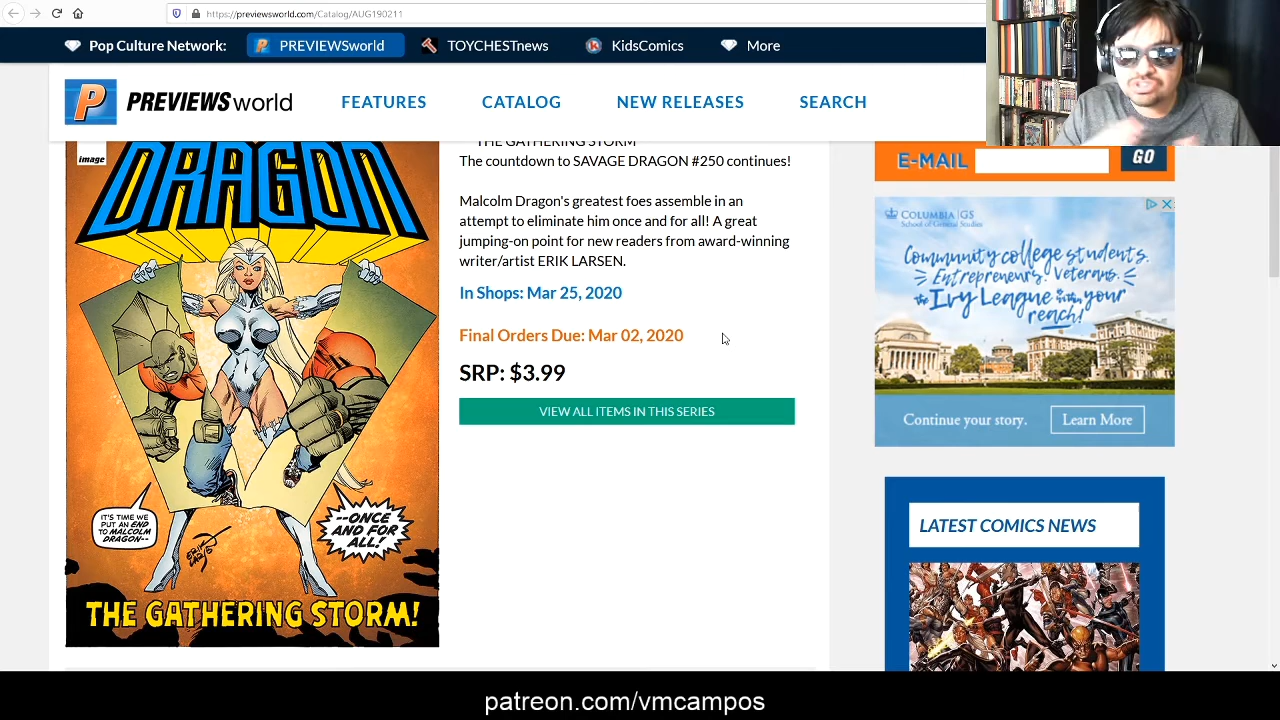 https://previewsworld.com/Catalog/AUG190211
Pop Culture Network:
PREVIEWSworld
TOYCHESTnews
KidsComics
More
P
PREVIEWSworld
FEATURES
CATALOG
NEW RELEASES
SEARCH
image
DRAGON
IT'S TIME WE
PUT AN END
TO MALCOLM
DRAGON--
--ONCE
AND FOR
ALL!
THE GATHERING STORM!
THE GATHERING STORM
The countdown to SAVAGE DRAGON #250 continues!
Malcolm Dragon's greatest foes assemble in an
attempt to eliminate him once and for all! A great
jumping-on point for new readers from award-winning
writer/artist ERIK LARSEN.
In Shops: Mar 25, 2020
Final Orders Due: Mar 02, 2020
SRP: $3.99
VIEW ALL ITEMS IN THIS SERIES
E-MAIL
GO
COLUMBIA | GS
School of General Studies
Community college students.
Entrepreneurs. Veterans.
the Ivy League is within your
reach!
Continue your story.
Learn More
LATEST COMICS NEWS
patreon.com/vmcampos